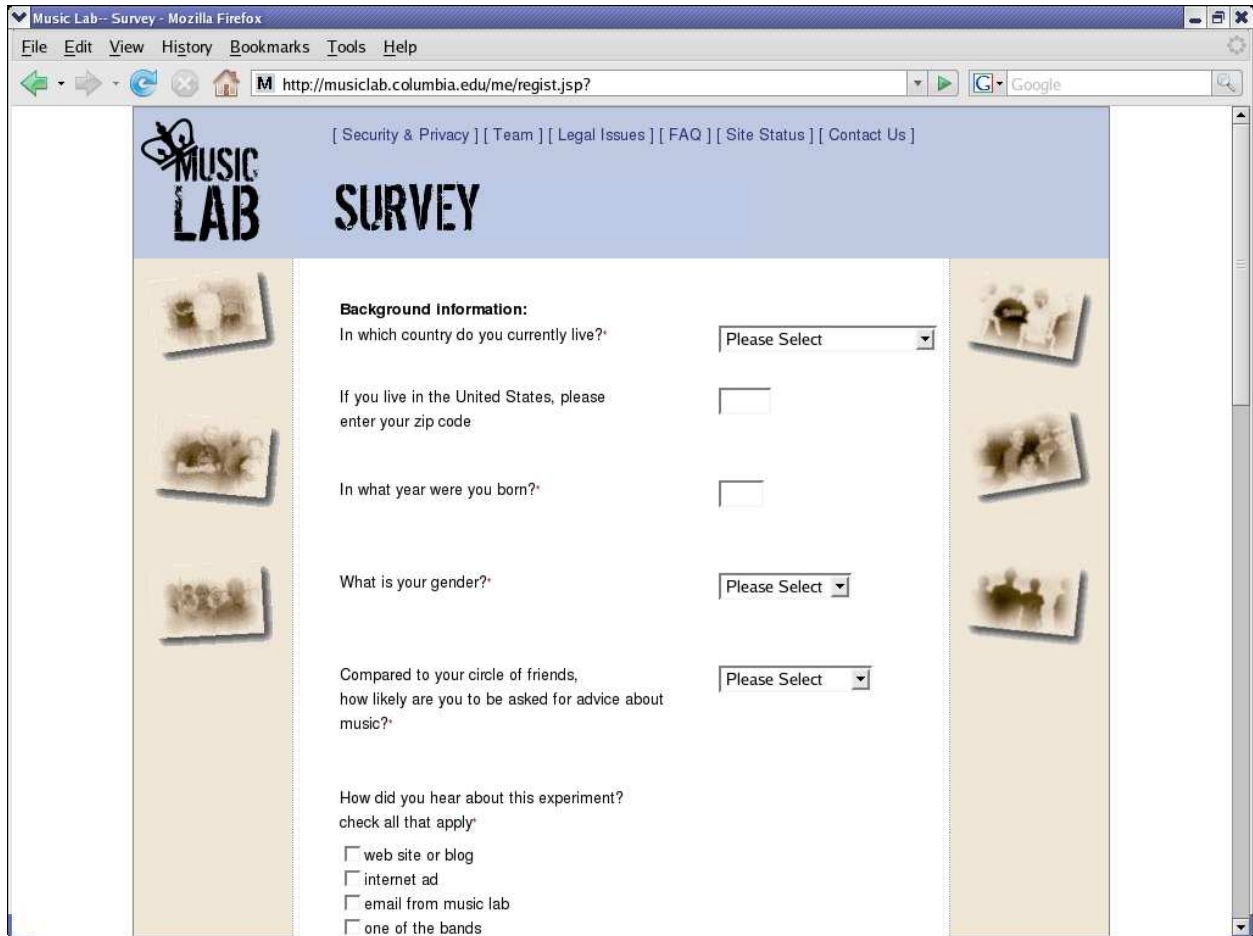 Music Lab-- Survey - Mozilla Firefox
File Edit View History Bookmarks Tools Help
M http://musiclab.columbia.edu/me/regist.jsp?
G Google
[ Security & Privacy ] [ Team ] [ Legal Issues ] [ FAQ ] [ Site Status ] [ Contact Us ]
MUSIC
LAB
SURVEY
Background information:
In which country do you currently live?*
Please Select
If you live in the United States, please
enter your zip code
In what year were you born?*
What is your gender?*
Please Select
Compared to your circle of friends,
how likely are you to be asked for advice about
music?*
Please Select
How did you hear about this experiment?
check all that apply*
web site or blog
internet ad
email from music lab
one of the bands